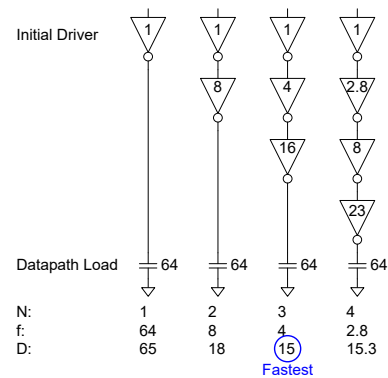 Initial Driver 1 1 1 1
8 4 2.8
16 8
23
Datapath Load 64 64 64 64
N: 1 2 3 4
f: 64 8 4 2.8
D: 65 18 15 15.3
Fastest